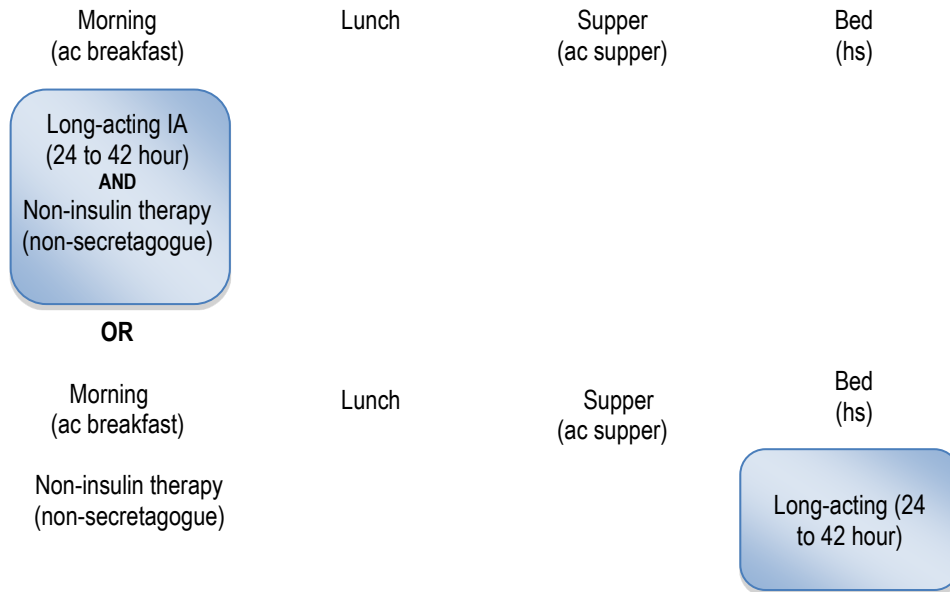 Morning
(ac breakfast)
Lunch
Supper
(ac supper)
Bed
(hs)
Long-acting IA
(24 to 42 hour)
AND
Non-insulin therapy
(non-secretagogue)
OR
Morning
(ac breakfast)
Lunch
Supper
(ac supper)
Bed
(hs)
Non-insulin therapy
(non-secretagogue)
Long-acting (24
to 42 hour)